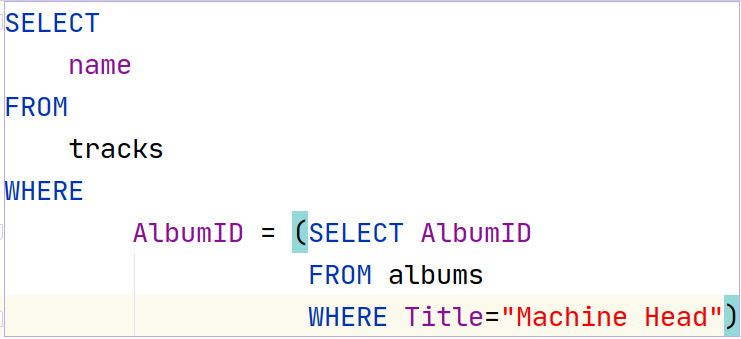 SELECT
    name
FROM
    tracks
WHERE
        AlbumID = (SELECT AlbumID
                   FROM albums
                   WHERE Title="Machine Head")